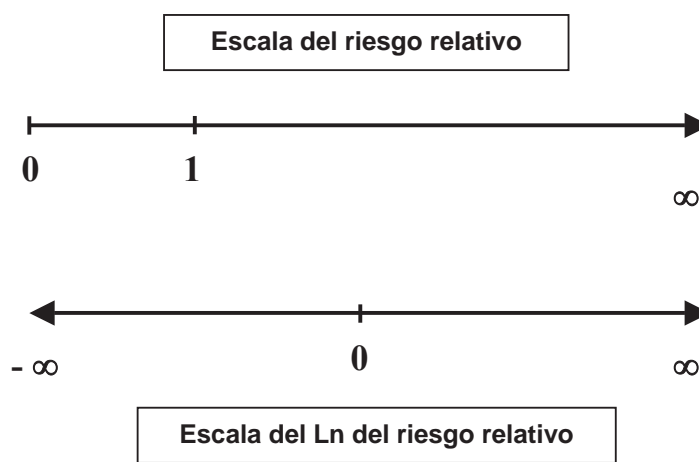 Escala del riesgo relativo
0 1
∞
- ∞ 0 ∞
Escala del Ln del riesgo relativo